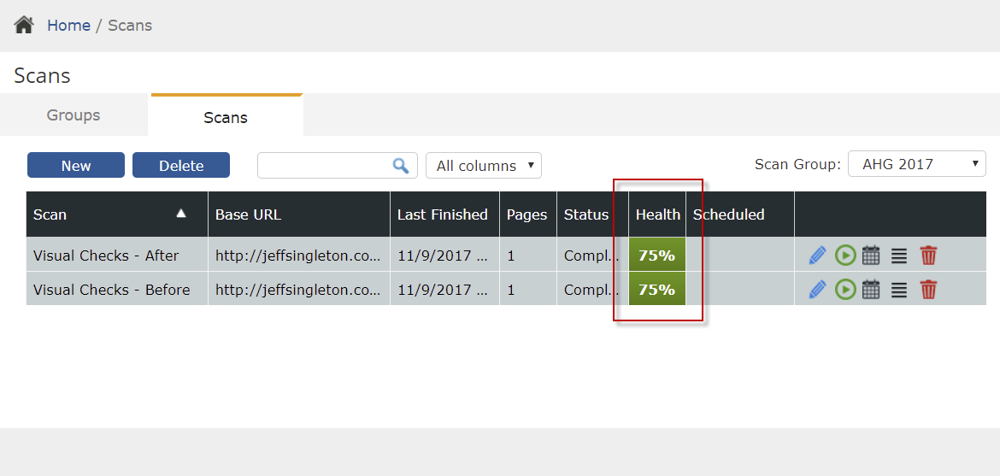 Home / Scans
Scans
Groups Scans
New Delete All columns Scan Group: AHG 2017
Scan Base URL Last Finished Pages Status Health Scheduled
Visual Checks - After http://jeffsingleton.co... 11/9/2017 ... 1 Compl... 75%
Visual Checks - Before http://jeffsingleton.co... 11/9/2017 ... 1 Compl... 75%